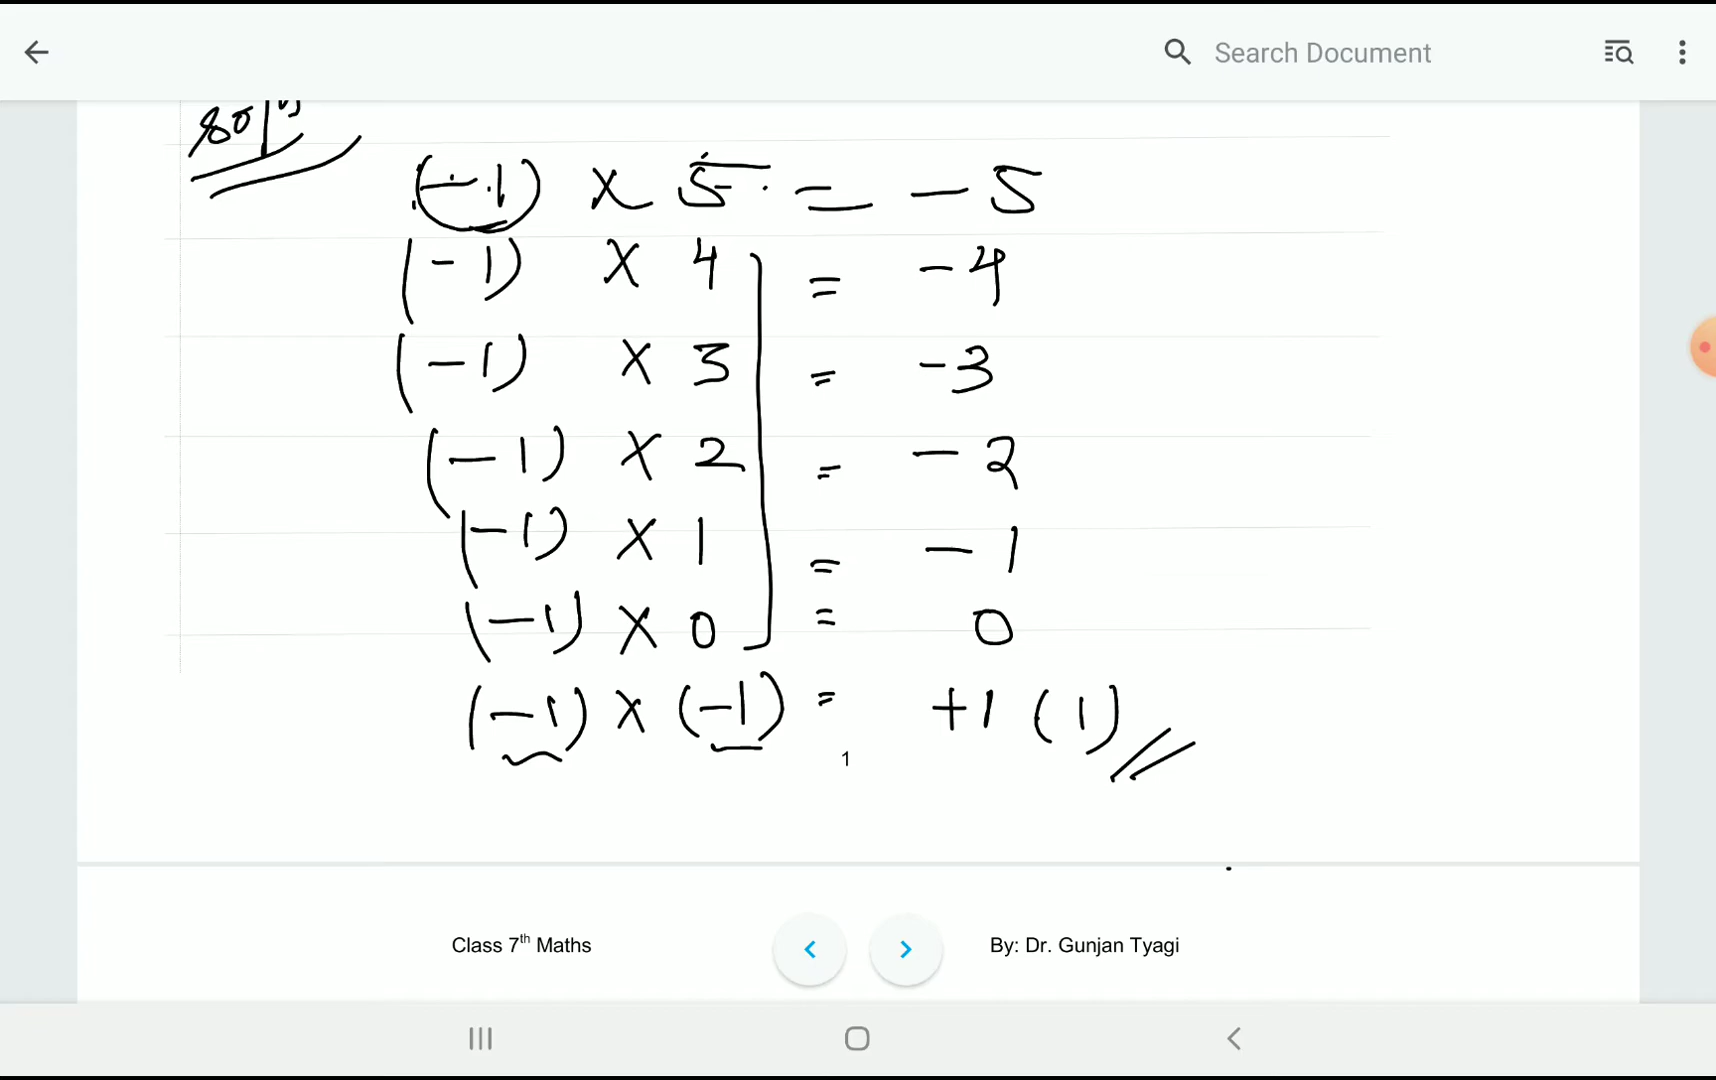 Search Document
Solⁿ
(-1) × 5 = - 5
(-1) × 4 = - 4
(-1) × 3 = - 3
(-1) × 2 = - 2
(-1) × 1 = - 1
(-1) × 0 = 0
(-1) × (-1) = +1 (1)
1
Class 7th Maths By: Dr. Gunjan Tyagi